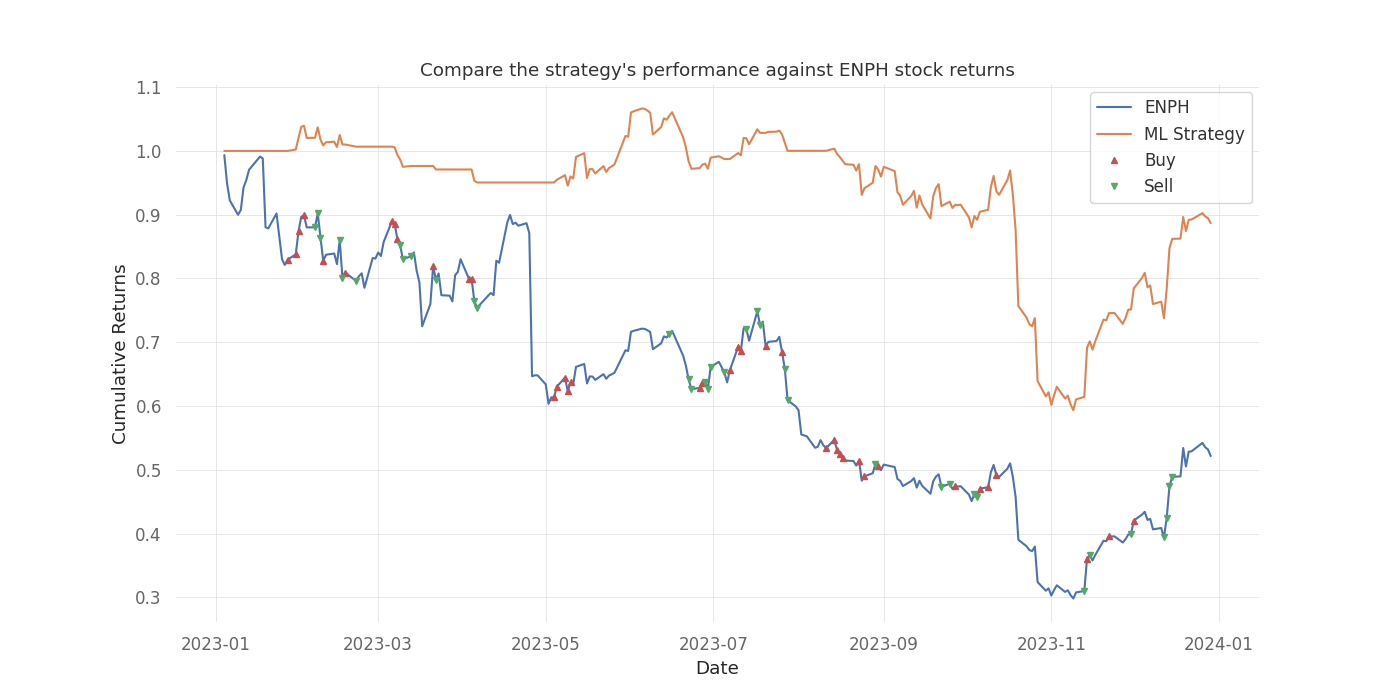 Compare the strategy's performance against ENPH stock returns
ENPH
ML Strategy
Buy
Sell
Cumulative Returns
1.1
1.0
0.9
0.8
0.7
0.6
0.5
0.4
0.3
2023-01
2023-03
2023-05
2023-07
2023-09
2023-11
2024-01
Date